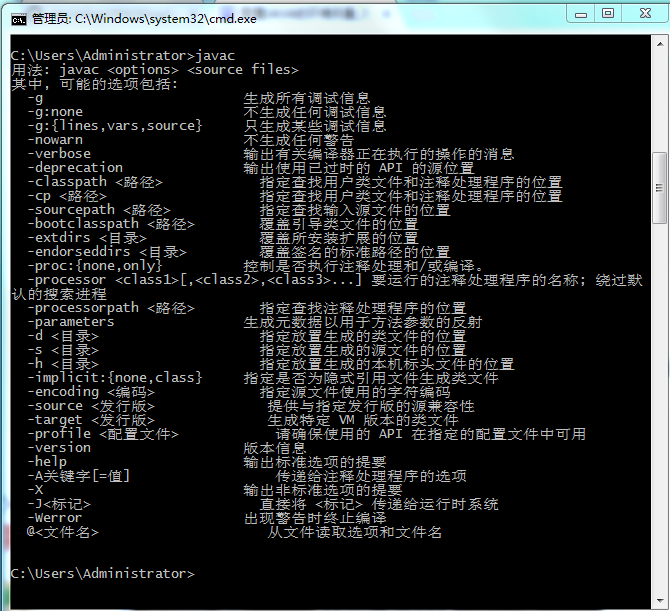 管理员: C:\Windows\system32\cmd.exe
C:\Users\Administrator>javac
用法: javac <options> <source files>
其中, 可能的选项包括:
-g 生成所有调试信息
-g:none 不生成任何调试信息
-g:{lines,vars,source} 只生成某些调试信息
-nowarn 不生成任何警告
-verbose 输出有关编译器正在执行的操作的消息
-deprecation 输出使用已过时的 API 的源位置
-classpath <路径> 指定查找用户类文件和注释处理程序的位置
-cp <路径> 指定查找用户类文件和注释处理程序的位置
-sourcepath <路径> 指定查找输入源文件的位置
-bootclasspath <路径> 覆盖引导类文件的位置
-extdirs <目录> 覆盖所安装扩展的位置
-endorseddirs <目录> 覆盖签名的标准路径的位置
-proc:{none,only} 控制是否执行注释处理和/或编译。
-processor <class1>[,<class2>,<class3>...] 要运行的注释处理程序的名称; 绕过默
认的搜索进程
-processorpath <路径> 指定查找注释处理程序的位置
-parameters 生成元数据以用于方法参数的反射
-d <目录> 指定放置生成的类文件的位置
-s <目录> 指定放置生成的源文件的位置
-h <目录> 指定放置生成的本机标头文件的位置
-implicit:{none,class} 指定是否为隐式引用文件生成类文件
-encoding <编码> 指定源文件使用的字符编码
-source <发行版> 提供与指定发行版的源兼容性
-target <发行版> 生成特定 VM 版本的类文件
-profile <配置文件> 请确保使用的 API 在指定的配置文件中可用
-version 版本信息
-help 输出标准选项的提要
-A关键字[=值] 传递给注释处理程序的选项
-X 输出非标准选项的提要
-J<标记> 直接将 <标记> 传递给运行时系统
-Werror 出现警告时终止编译
@<文件名> 从文件读取选项和文件名
C:\Users\Administrator>